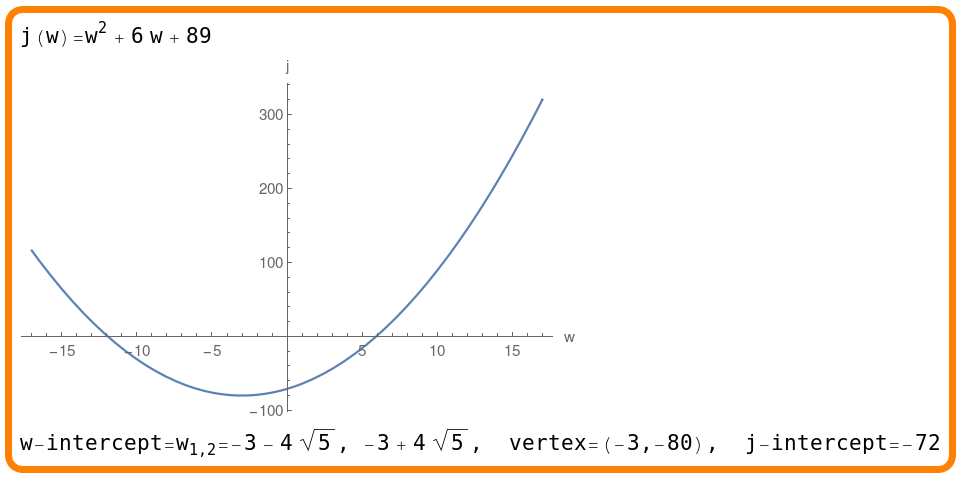 j(w)=w² + 6 w + 89
j
300
200
100
−15 −10 −5 5 10 15 w
−100
w−intercept=w₁,₂=−3 − 4 √5, −3 + 4 √5, vertex=(−3,−80), j−intercept=−72